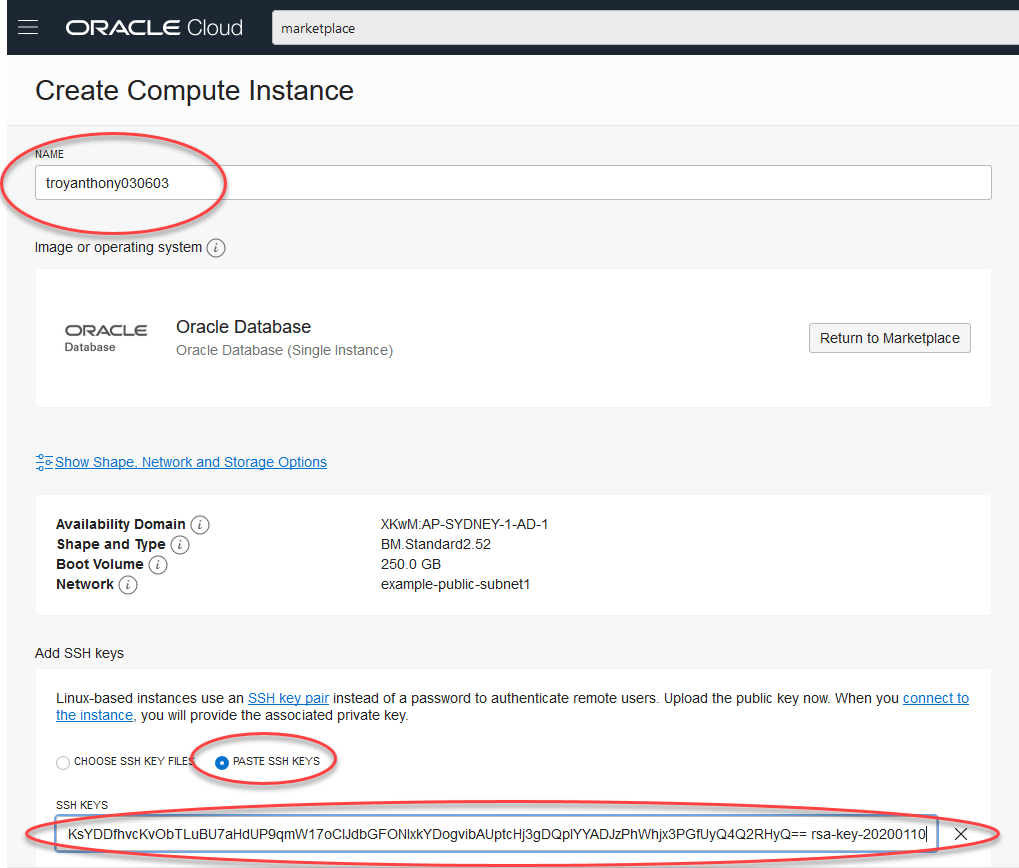 ORACLE Cloud
marketplace
Create Compute Instance
NAME
troyanthony030603
Image or operating system i
ORACLE
Database
Oracle Database
Oracle Database (Single Instance)
Return to Marketplace
Show Shape, Network and Storage Options
Availability Domain i XKwM:AP-SYDNEY-1-AD-1
Shape and Type i BM.Standard2.52
Boot Volume i 250.0 GB
Network i example-public-subnet1
Add SSH keys
Linux-based instances use an SSH key pair instead of a password to authenticate remote users. Upload the public key now. When you connect to
the instance, you will provide the associated private key.
CHOOSE SSH KEY FILES PASTE SSH KEYS
SSH KEYS
rsa-key-20200110